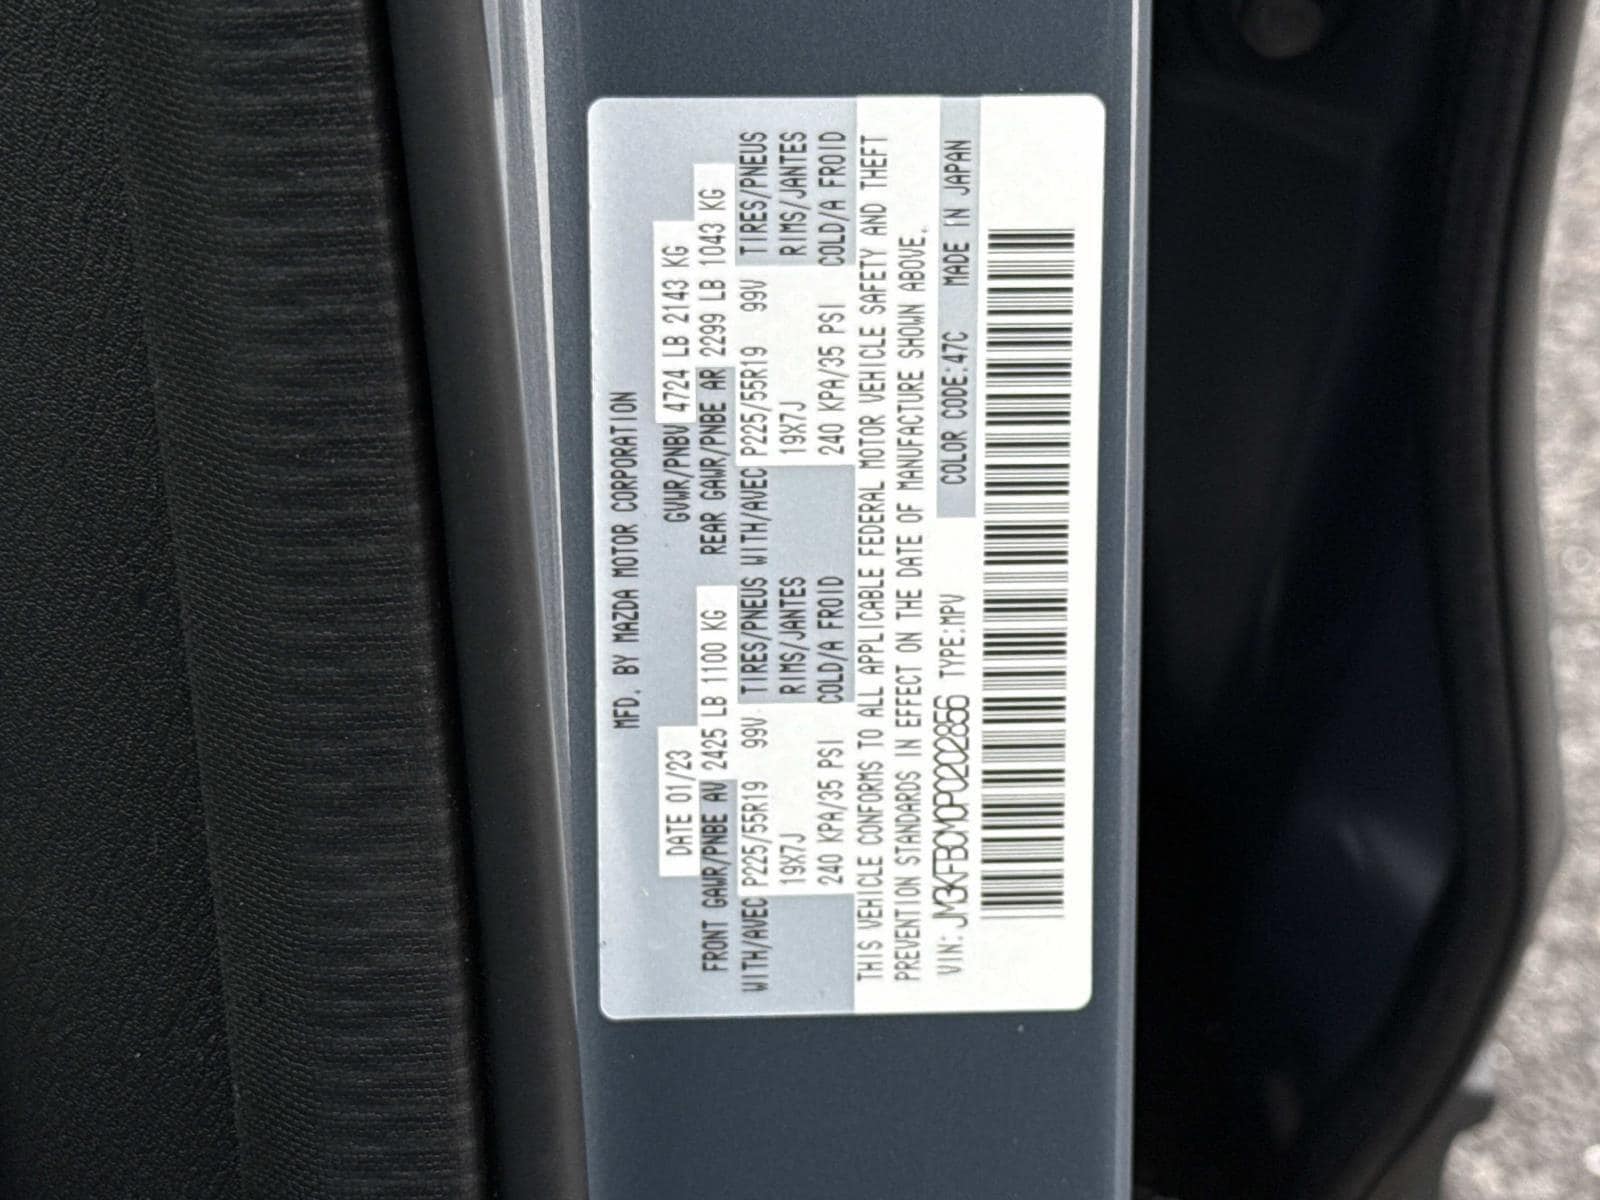 MFD. BY MAZDA MOTOR CORPORATION
DATE 01/23 GVWR/PNBV 4724 LB 2143 KG
FRONT GAWR/PNBE AV 2425 LB 1100 KG REAR GAWR/PNBE AR 2299 LB 1043 KG
WITH/AVEC P225/55R19 99V TIRES/PNEUS WITH/AVEC P225/55R19 99V TIRES/PNEUS
19X7J RIMS/JANTES 19X7J RIMS/JANTES
240 KPA/35 PSI COLD/A FROID 240 KPA/35 PSI COLD/A FROID
THIS VEHICLE CONFORMS TO ALL APPLICABLE FEDERAL MOTOR VEHICLE SAFETY AND THEFT
PREVENTION STANDARDS IN EFFECT ON THE DATE OF MANUFACTURE SHOWN ABOVE.
VIN: JM3KFBCM0P0202856 TYPE:MPV COLOR CODE:47C MADE IN JAPAN